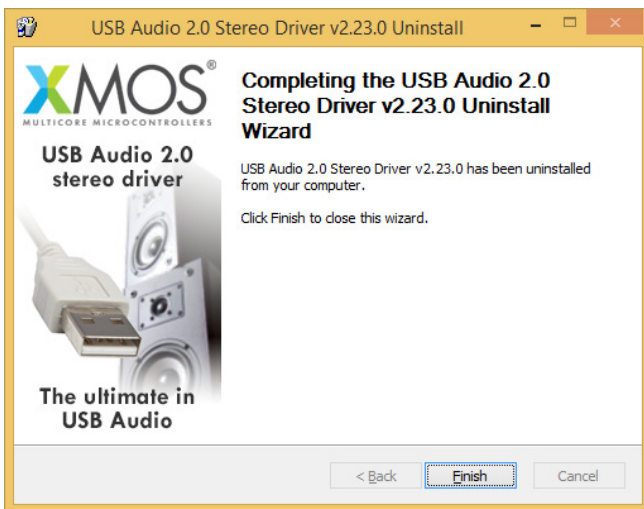 USB Audio 2.0 Stereo Driver v2.23.0 Uninstall
XMOS®
MULTICORE MICROCONTROLLERS
USB Audio 2.0
stereo driver
The ultimate in
USB Audio
Completing the USB Audio 2.0
Stereo Driver v2.23.0 Uninstall
Wizard
USB Audio 2.0 Stereo Driver v2.23.0 has been uninstalled
from your computer.
Click Finish to close this wizard.
< Back
Finish
Cancel